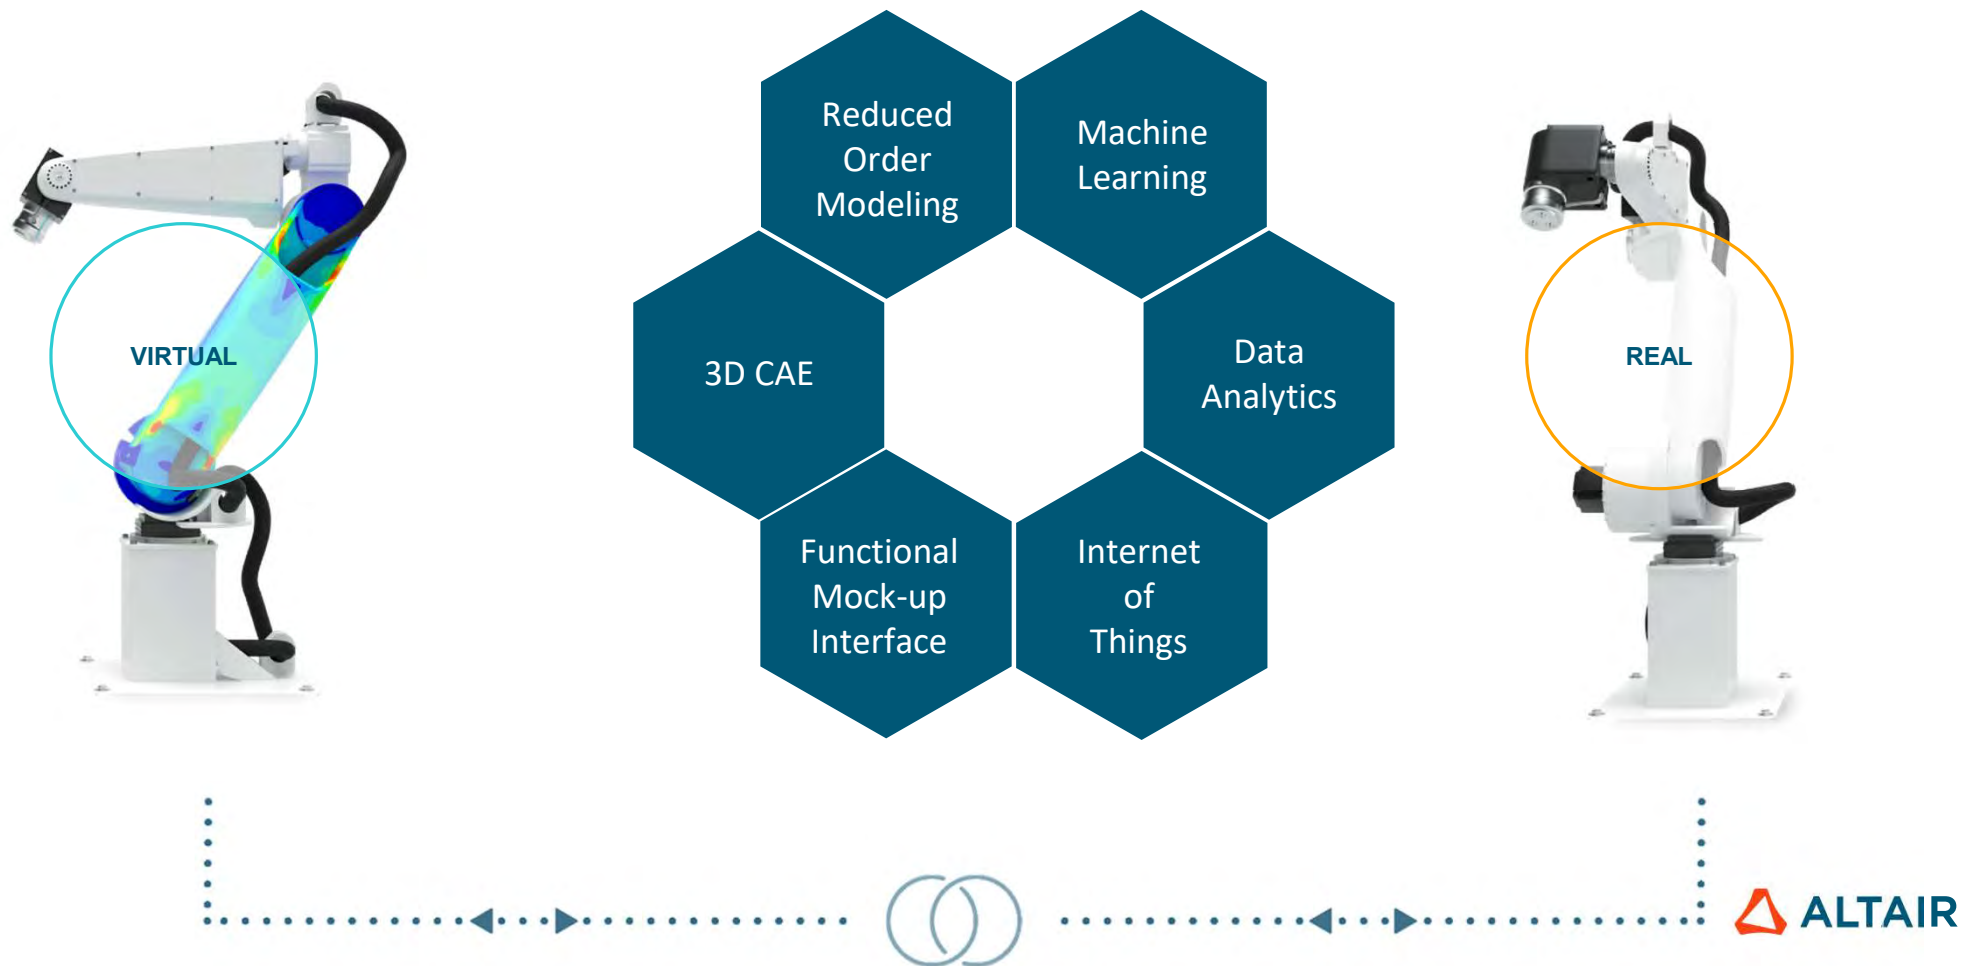 Reduced
Order
Modeling
Machine
Learning
VIRTUAL
3D CAE
Data
Analytics
REAL
Functional
Mock-up
Interface
Internet
of
Things
ALTAIR